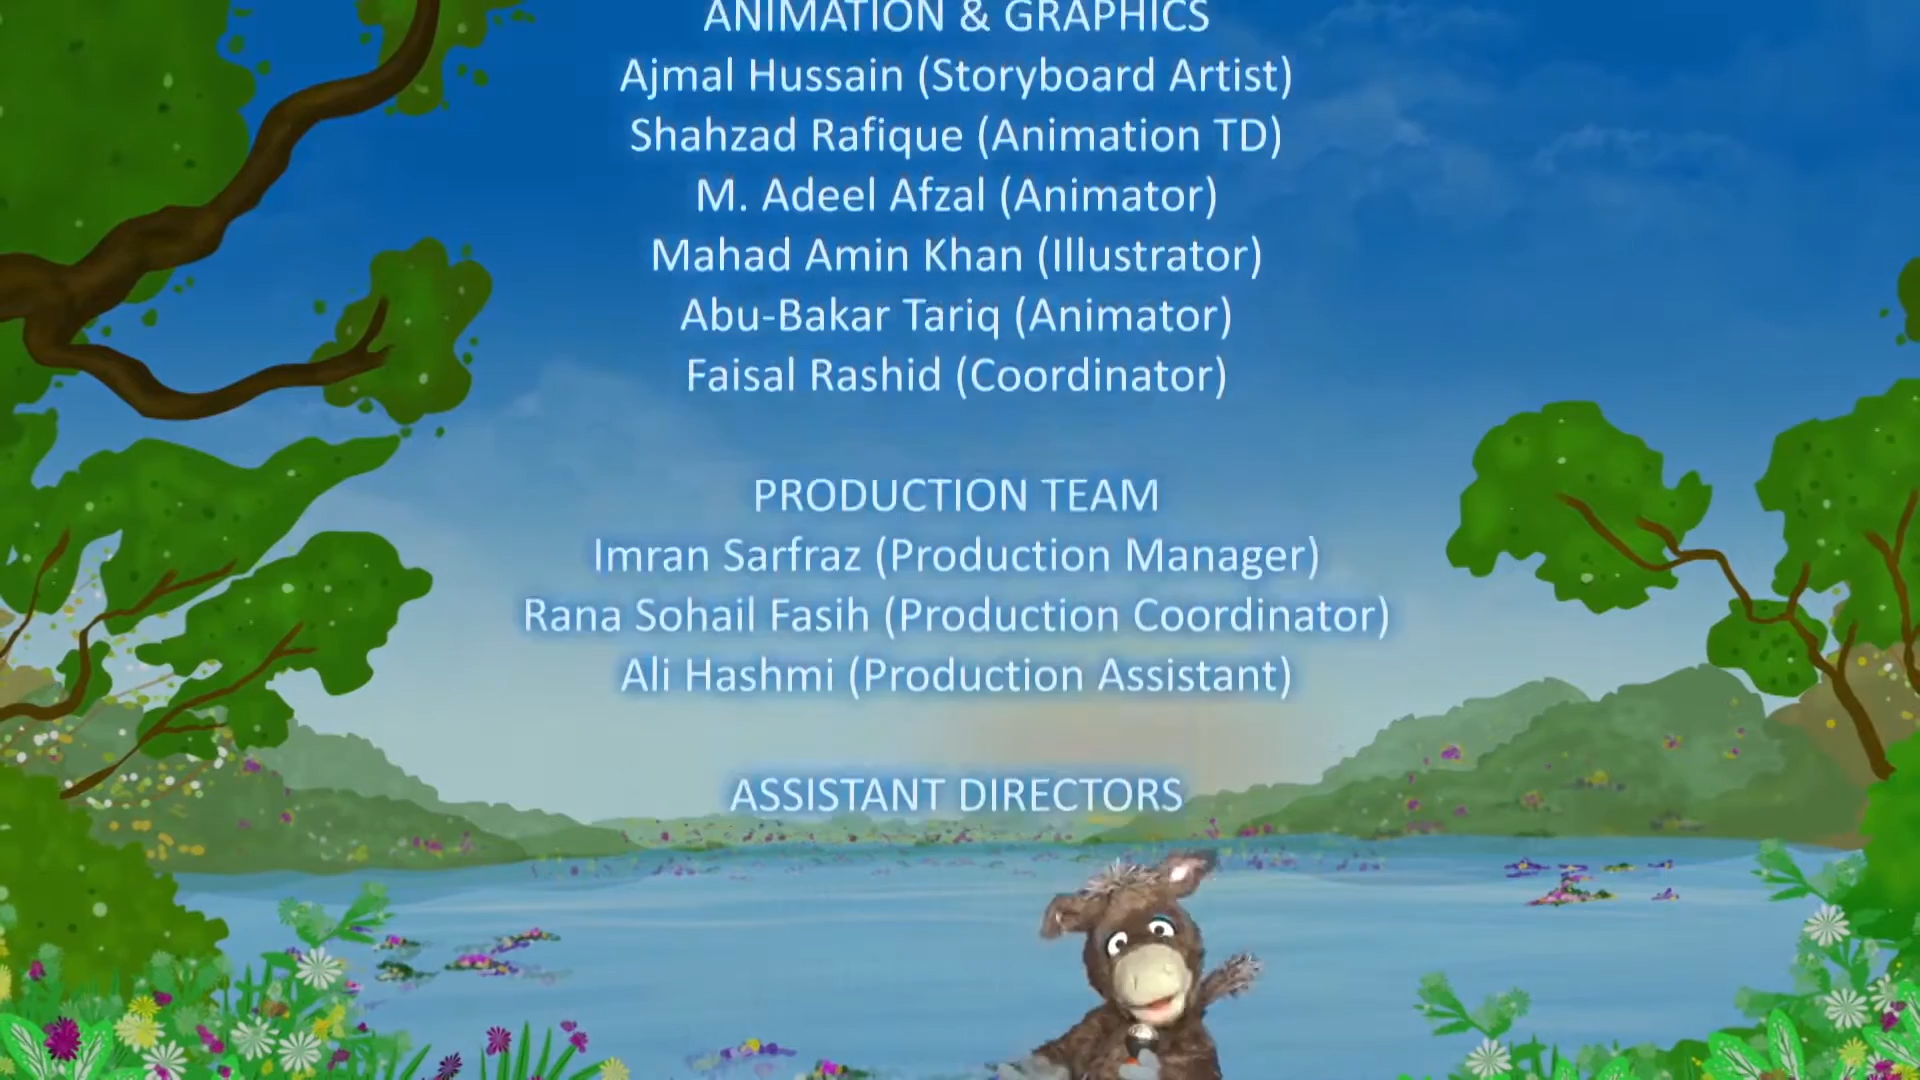 ANIMATION & GRAPHICS
Ajmal Hussain (Storyboard Artist)
Shahzad Rafique (Animation TD)
M. Adeel Afzal (Animator)
Mahad Amin Khan (Illustrator)
Abu-Bakar Tariq (Animator)
Faisal Rashid (Coordinator)
PRODUCTION TEAM
Imran Sarfraz (Production Manager)
Rana Sohail Fasih (Production Coordinator)
Ali Hashmi (Production Assistant)
ASSISTANT DIRECTORS